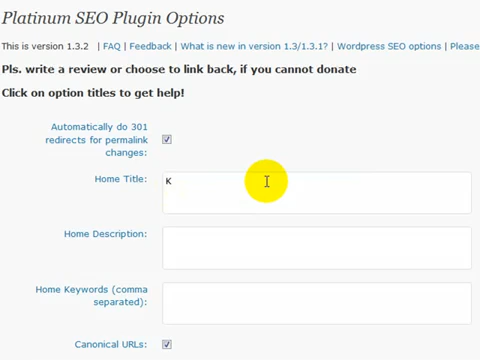 Platinum SEO Plugin Options
This is version 1.3.2 | FAQ | Feedback | What is new in version 1.3/1.3.1? | Wordpress SEO options | Please
Pls. write a review or choose to link back, if you cannot donate
Click on option titles to get help!
Automatically do 301
redirects for permalink
changes:
Home Title:
K
Home Description:
Home Keywords (comma
separated):
Canonical URLs: